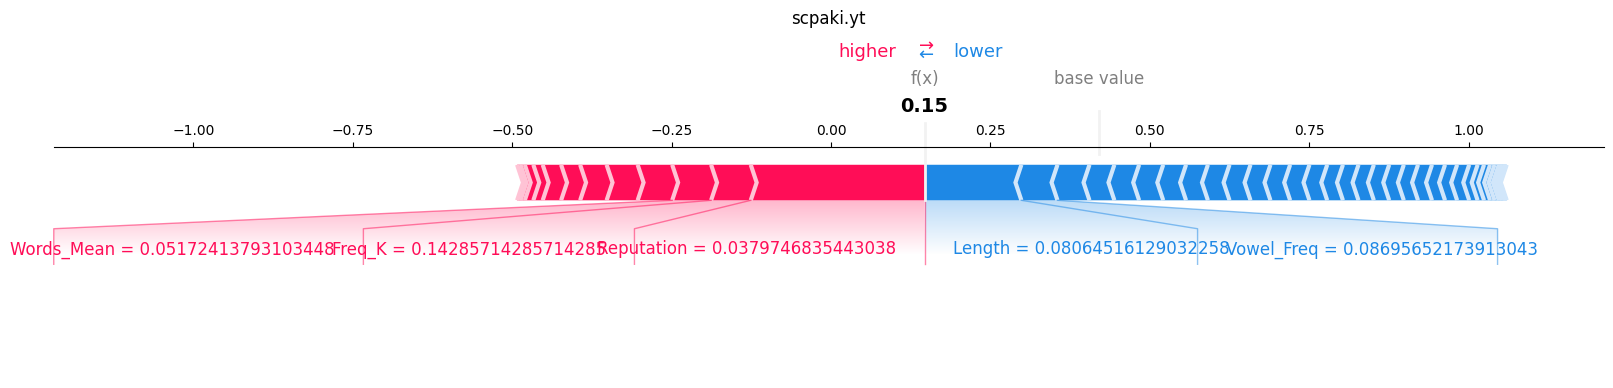 scpaki.yt
higher ⇄ lower
f(x) base value
0.15
−1.00 −0.75 −0.50 −0.25 0.00 0.25 0.50 0.75 1.00
Words_Mean = 0.05172413793103448 Freq_K = 0.14285714285714285 Reputation = 0.0379746835443038 Length = 0.08064516129032258 Vowel_Freq = 0.08695652173913043